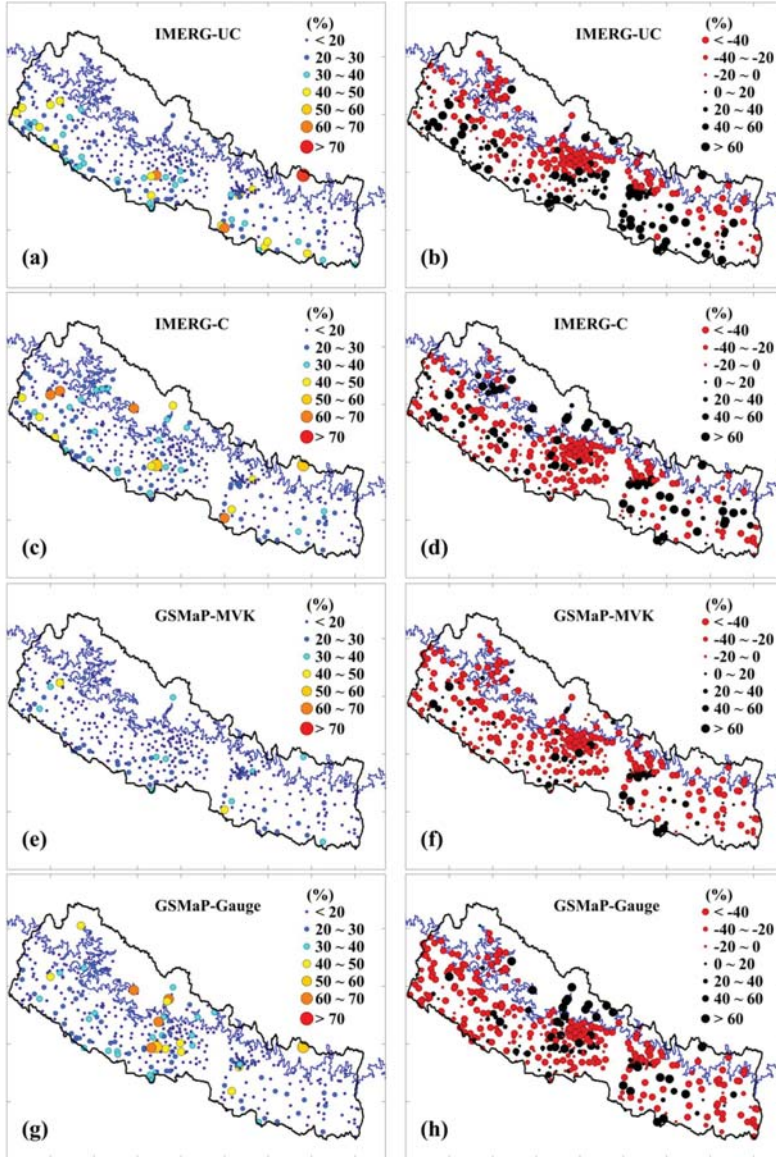 IMERG-UC
(%)
< 20
20 ~ 30
30 ~ 40
40 ~ 50
50 ~ 60
60 ~ 70
> 70
(a)
IMERG-UC
(%)
< -40
-40 ~ -20
-20 ~ 0
0 ~ 20
20 ~ 40
40 ~ 60
> 60
(b)
IMERG-C
(%)
< 20
20 ~ 30
30 ~ 40
40 ~ 50
50 ~ 60
60 ~ 70
> 70
(c)
IMERG-C
(%)
< -40
-40 ~ -20
-20 ~ 0
0 ~ 20
20 ~ 40
40 ~ 60
> 60
(d)
GSMaP-MVK
(%)
< 20
20 ~ 30
30 ~ 40
40 ~ 50
50 ~ 60
60 ~ 70
> 70
(e)
GSMaP-MVK
(%)
< -40
-40 ~ -20
-20 ~ 0
0 ~ 20
20 ~ 40
40 ~ 60
> 60
(f)
GSMaP-Gauge
(%)
< 20
20 ~ 30
30 ~ 40
40 ~ 50
50 ~ 60
60 ~ 70
> 70
(g)
GSMaP-Gauge
(%)
< -40
-40 ~ -20
-20 ~ 0
0 ~ 20
20 ~ 40
40 ~ 60
> 60
(h)